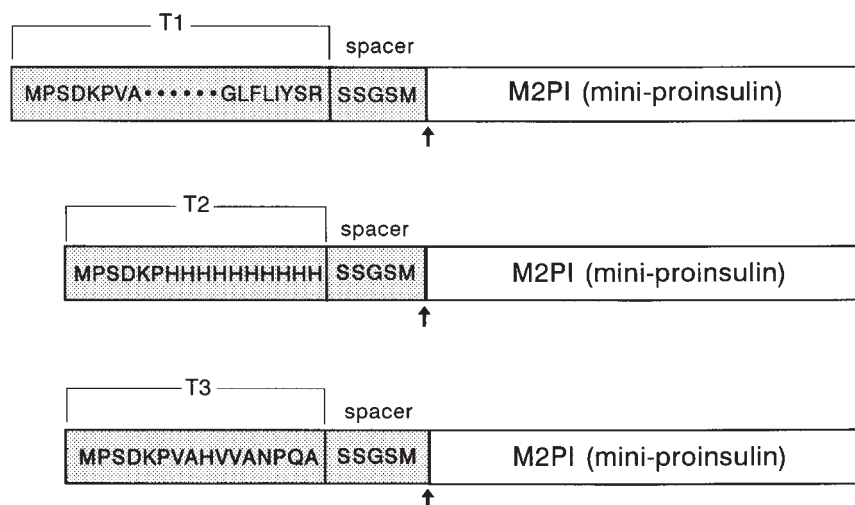 T1
spacer
MPSDKPVA••••••GLFLIYSR SSGSM M2PI (mini-proinsulin)
T2
spacer
MPSDKPHHHHHHHHHH SSGSM M2PI (mini-proinsulin)
T3
spacer
MPSDKPVAHVVANPQA SSGSM M2PI (mini-proinsulin)